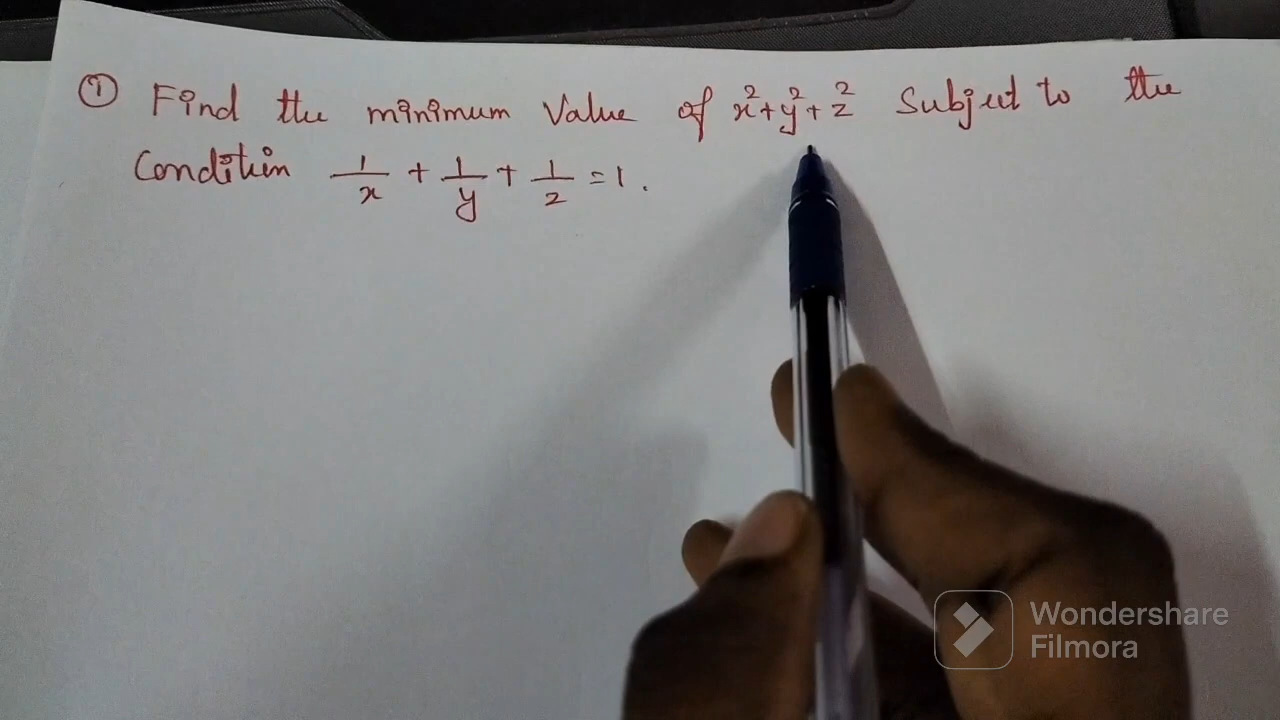 ① Find the minimum Value of x²+y²+z² Subject to the
Condition 1/x + 1/y + 1/z =1.
Wondershare
Filmora